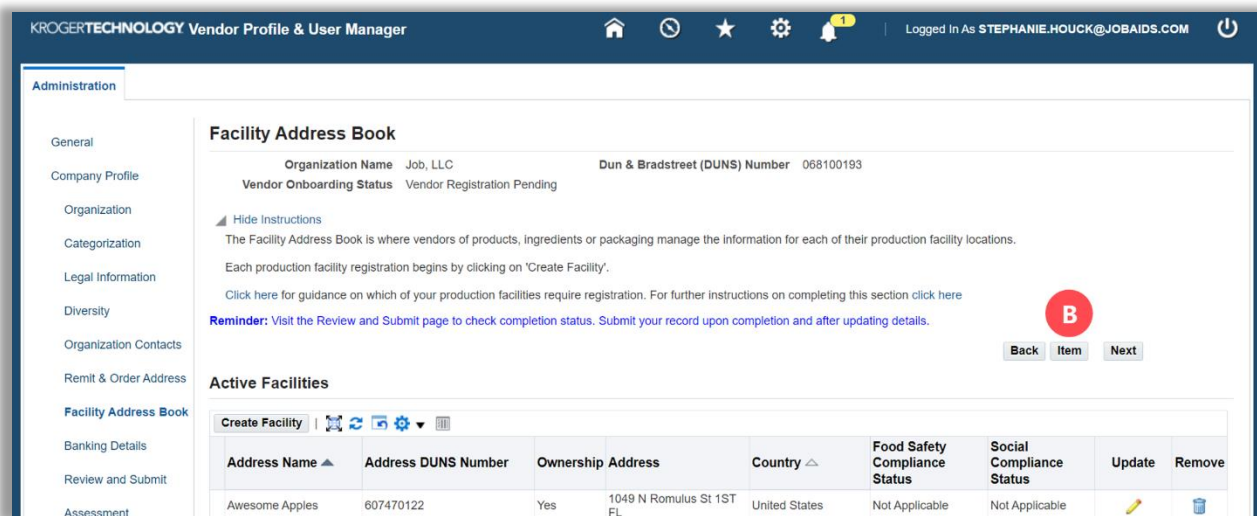 KROGERTECHNOLOGY. Vendor Profile & User Manager
1
Logged In As STEPHANIE.HOUCK@JOBAIDS.COM
Administration
General
Company Profile
Organization
Categorization
Legal Information
Diversity
Organization Contacts
Remit & Order Address
Facility Address Book
Banking Details
Review and Submit
Assessment
Facility Address Book
Organization Name Job, LLC Dun & Bradstreet (DUNS) Number 068100193
Vendor Onboarding Status Vendor Registration Pending
Hide Instructions
The Facility Address Book is where vendors of products, ingredients or packaging manage the information for each of their production facility locations.
Each production facility registration begins by clicking on 'Create Facility'.
Click here for guidance on which of your production facilities require registration. For further instructions on completing this section click here
Reminder: Visit the Review and Submit page to check completion status. Submit your record upon completion and after updating details.
B
Back Item Next
Active Facilities
Create Facility
Address Name Address DUNS Number Ownership Address Country Food Safety Compliance Status Social Compliance Status Update Remove
Awesome Apples 607470122 Yes 1049 N Romulus St 1ST FL United States Not Applicable Not Applicable